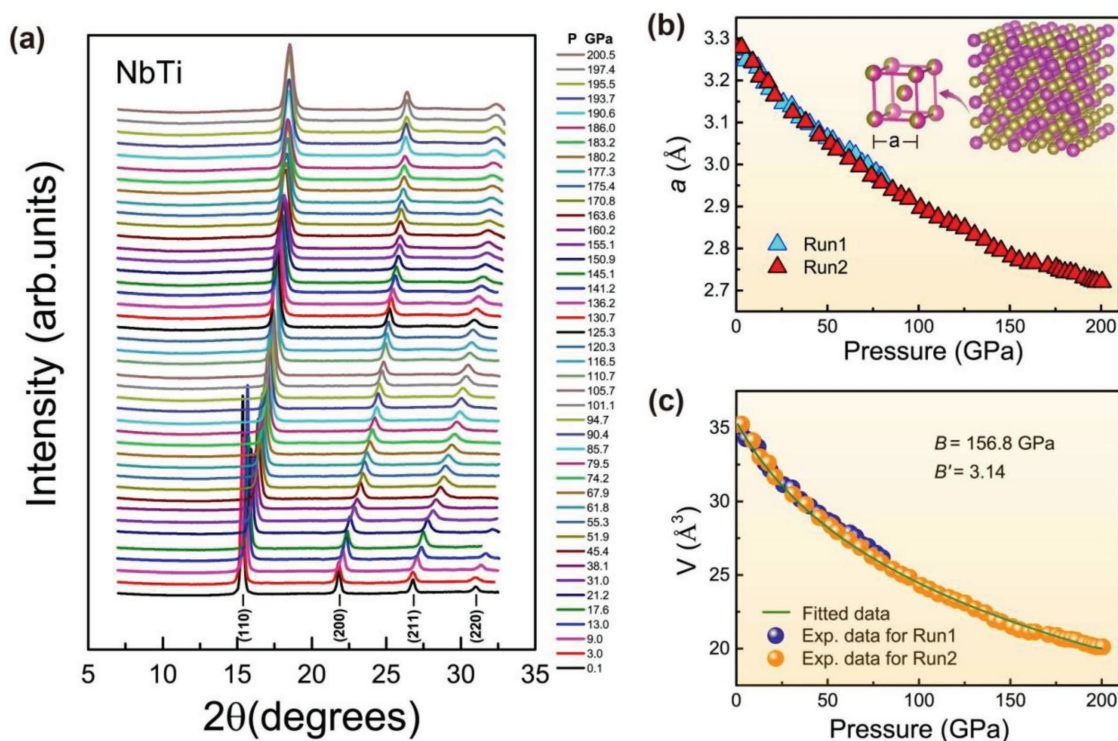 (a)
NbTi
P GPa
200.5
197.4
195.5
193.7
190.6
186.0
183.2
180.2
177.3
175.4
170.8
163.6
160.2
155.1
150.9
145.1
141.2
136.2
130.7
125.3
120.3
116.5
110.7
105.7
101.1
94.7
90.4
85.7
79.5
74.2
67.9
61.8
55.3
51.9
45.4
38.1
31.0
21.2
17.6
13.0
9.0
3.0
0.1
Intensity (arb.units)
(110)
(200)
(211)
(220)
5 10 15 20 25 30 35
2θ(degrees)
(b)
3.3
3.2
3.1
3.0
2.9
2.8
2.7
a (Å)
a
Run1
Run2
0 50 100 150 200
Pressure (GPa)
(c)
35
30
25
20
V (Å³)
B = 156.8 GPa
B' = 3.14
Fitted data
Exp. data for Run1
Exp. data for Run2
0 50 100 150 200
Pressure (GPa)